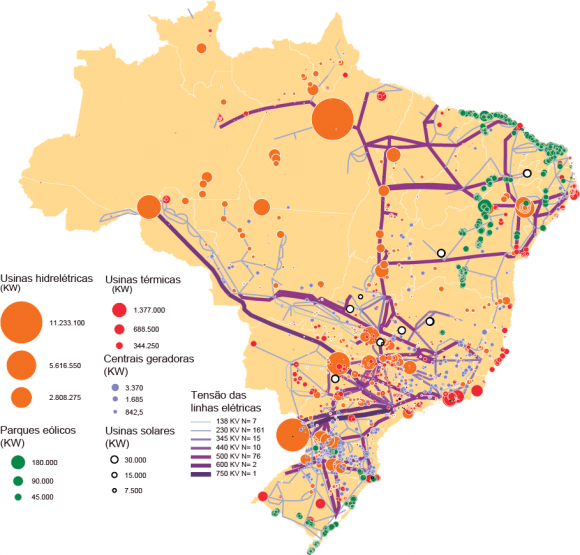 Usinas hidrelétricas
(KW)
11.233.100
5.616.550
2.808.275
Parques eólicos
(KW)
180.000
90.000
45.000
Usinas térmicas
(KW)
1.377.000
688.500
344.250
Centrais geradoras
(KW)
3.370
1.685
842,5
Usinas solares
(KW)
30.000
15.000
7.500
Tensão das
linhas elétricas
138 KV N= 7
230 KV N= 161
345 KV N= 15
440 KV N= 10
500 KV N= 76
600 KV N= 2
750 KV N= 1